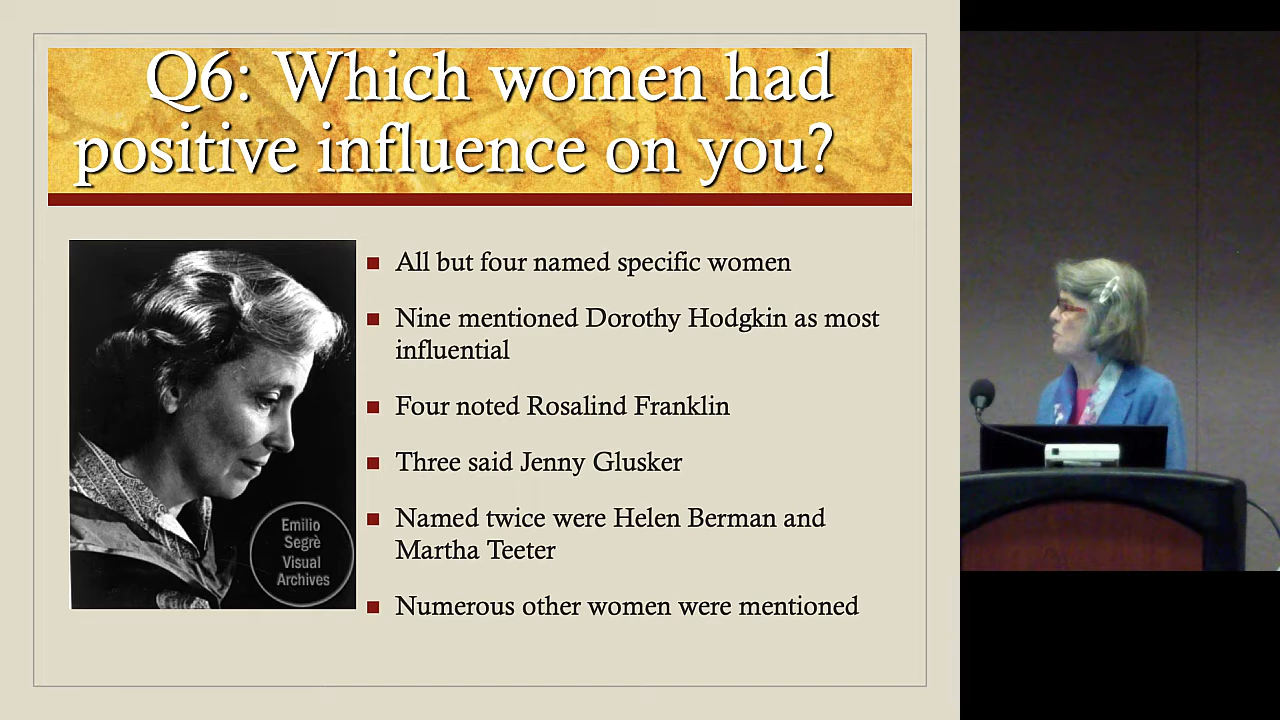 Q6: Which women had
positive influence on you?
All but four named specific women
Nine mentioned Dorothy Hodgkin as most
influential
Four noted Rosalind Franklin
Three said Jenny Glusker
Named twice were Helen Berman and
Martha Teeter
Numerous other women were mentioned
Emilio
Segrè
Visual
Archives